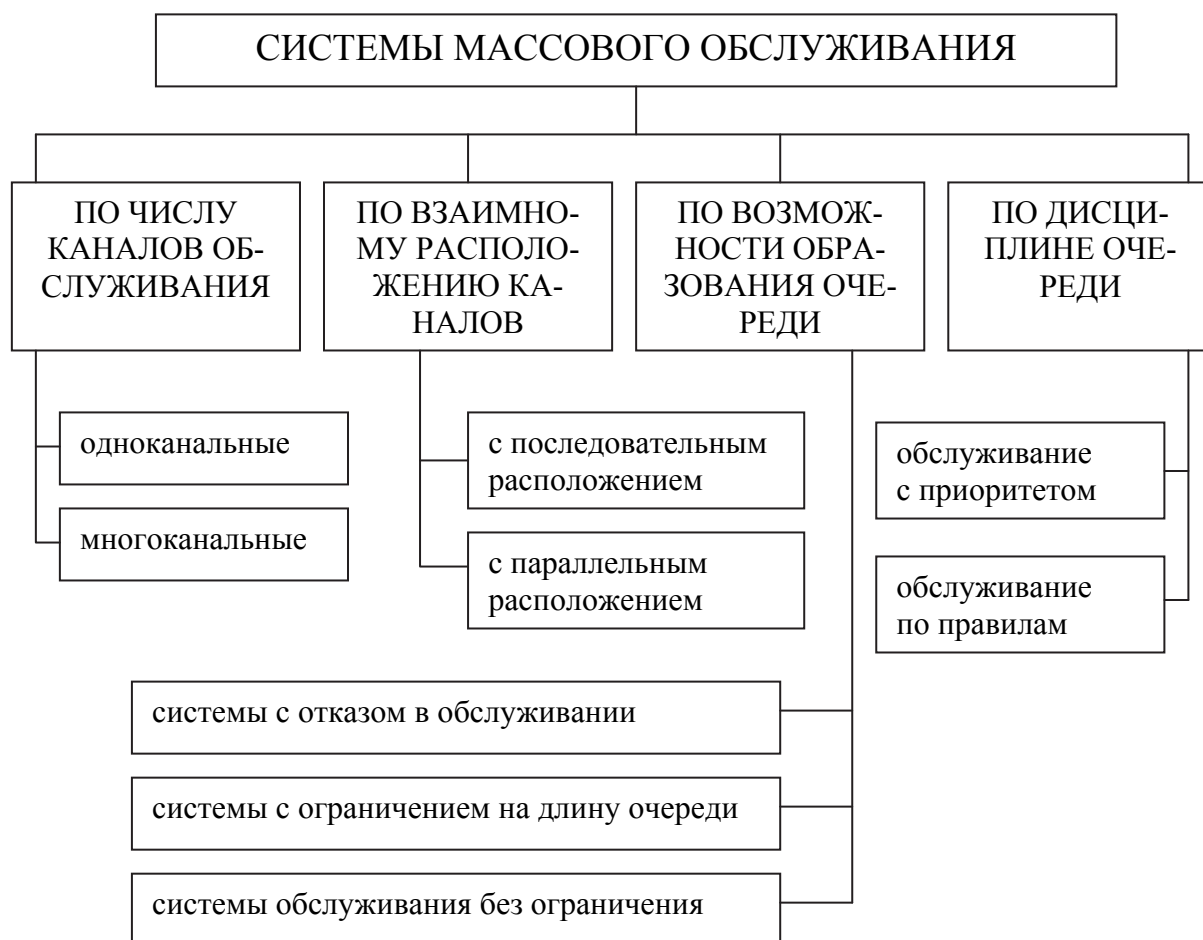 СИСТЕМЫ МАССОВОГО ОБСЛУЖИВАНИЯ
ПО ЧИСЛУ
КАНАЛОВ ОБ-
СЛУЖИВАНИЯ
ПО ВЗАИМНО-
МУ РАСПОЛО-
ЖЕНИЮ КА-
НАЛОВ
ПО ВОЗМОЖ-
НОСТИ ОБРА-
ЗОВАНИЯ ОЧЕ-
РЕДИ
ПО ДИСЦИ-
ПЛИНЕ ОЧЕ-
РЕДИ
одноканальные
многоканальные
с последовательным
расположением
с параллельным
расположением
обслуживание
с приоритетом
обслуживание
по правилам
системы с отказом в обслуживании
системы с ограничением на длину очереди
системы обслуживания без ограничения